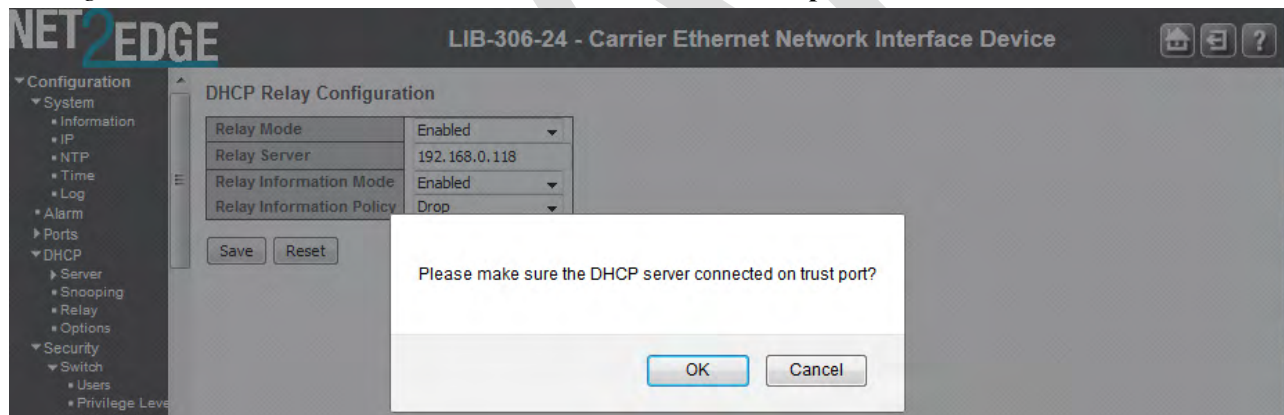 NET2EDGE
LIB-306-24 - Carrier Ethernet Network Interface Device
Configuration
System
Information
IP
NTP
Time
Log
Alarm
Ports
DHCP
Server
Snooping
Relay
Options
Security
Switch
Users
Privilege Leve
DHCP Relay Configuration
Relay Mode Enabled
Relay Server 192.168.0.118
Relay Information Mode Enabled
Relay Information Policy Drop
Save Reset
Please make sure the DHCP server connected on trust port?
OK Cancel